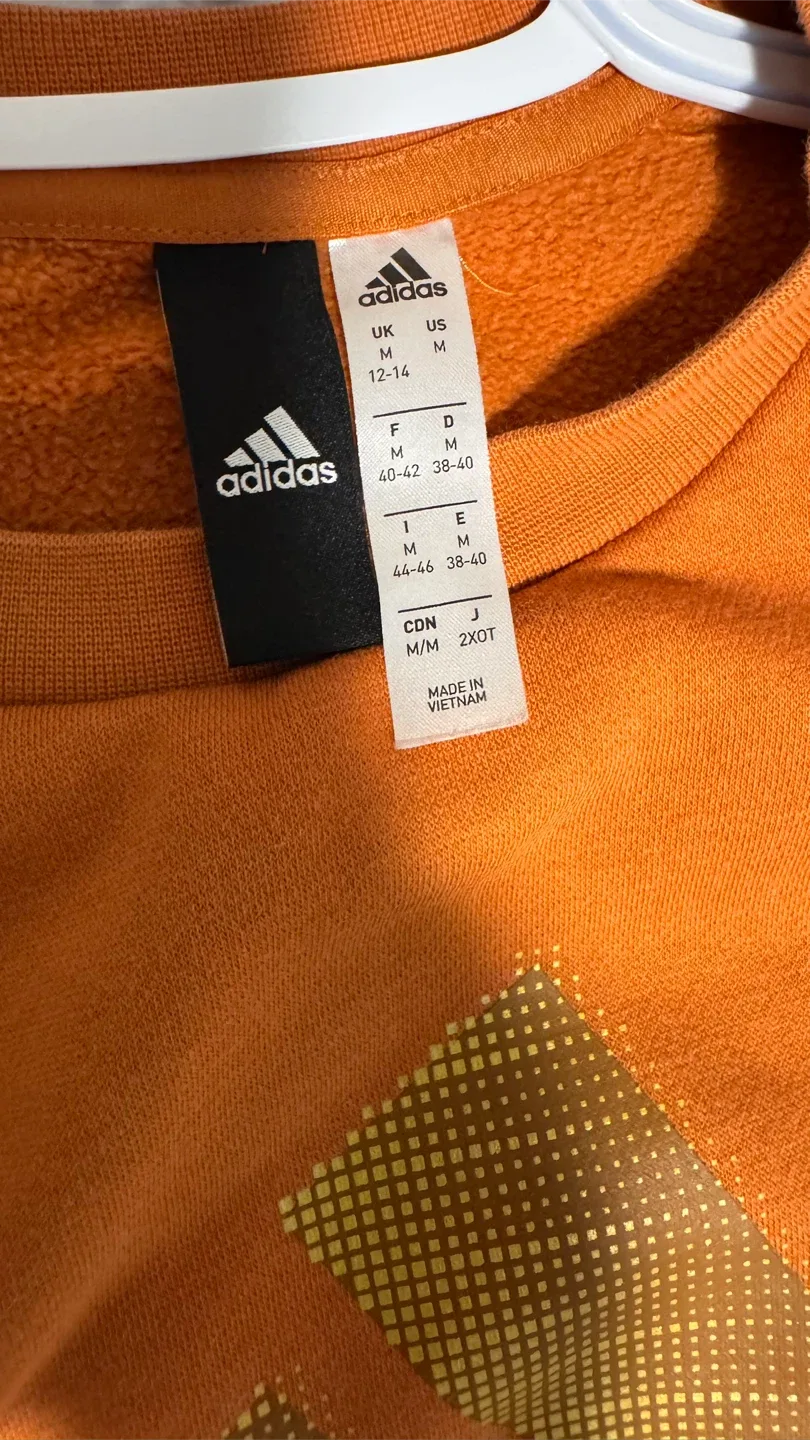 adidas
adidas
UK US
M M
12-14
F D
M M
40-42 38-40
I E
M M
44-46 38-40
CDN J
M/M 2XOT
MADE IN
VIETNAM